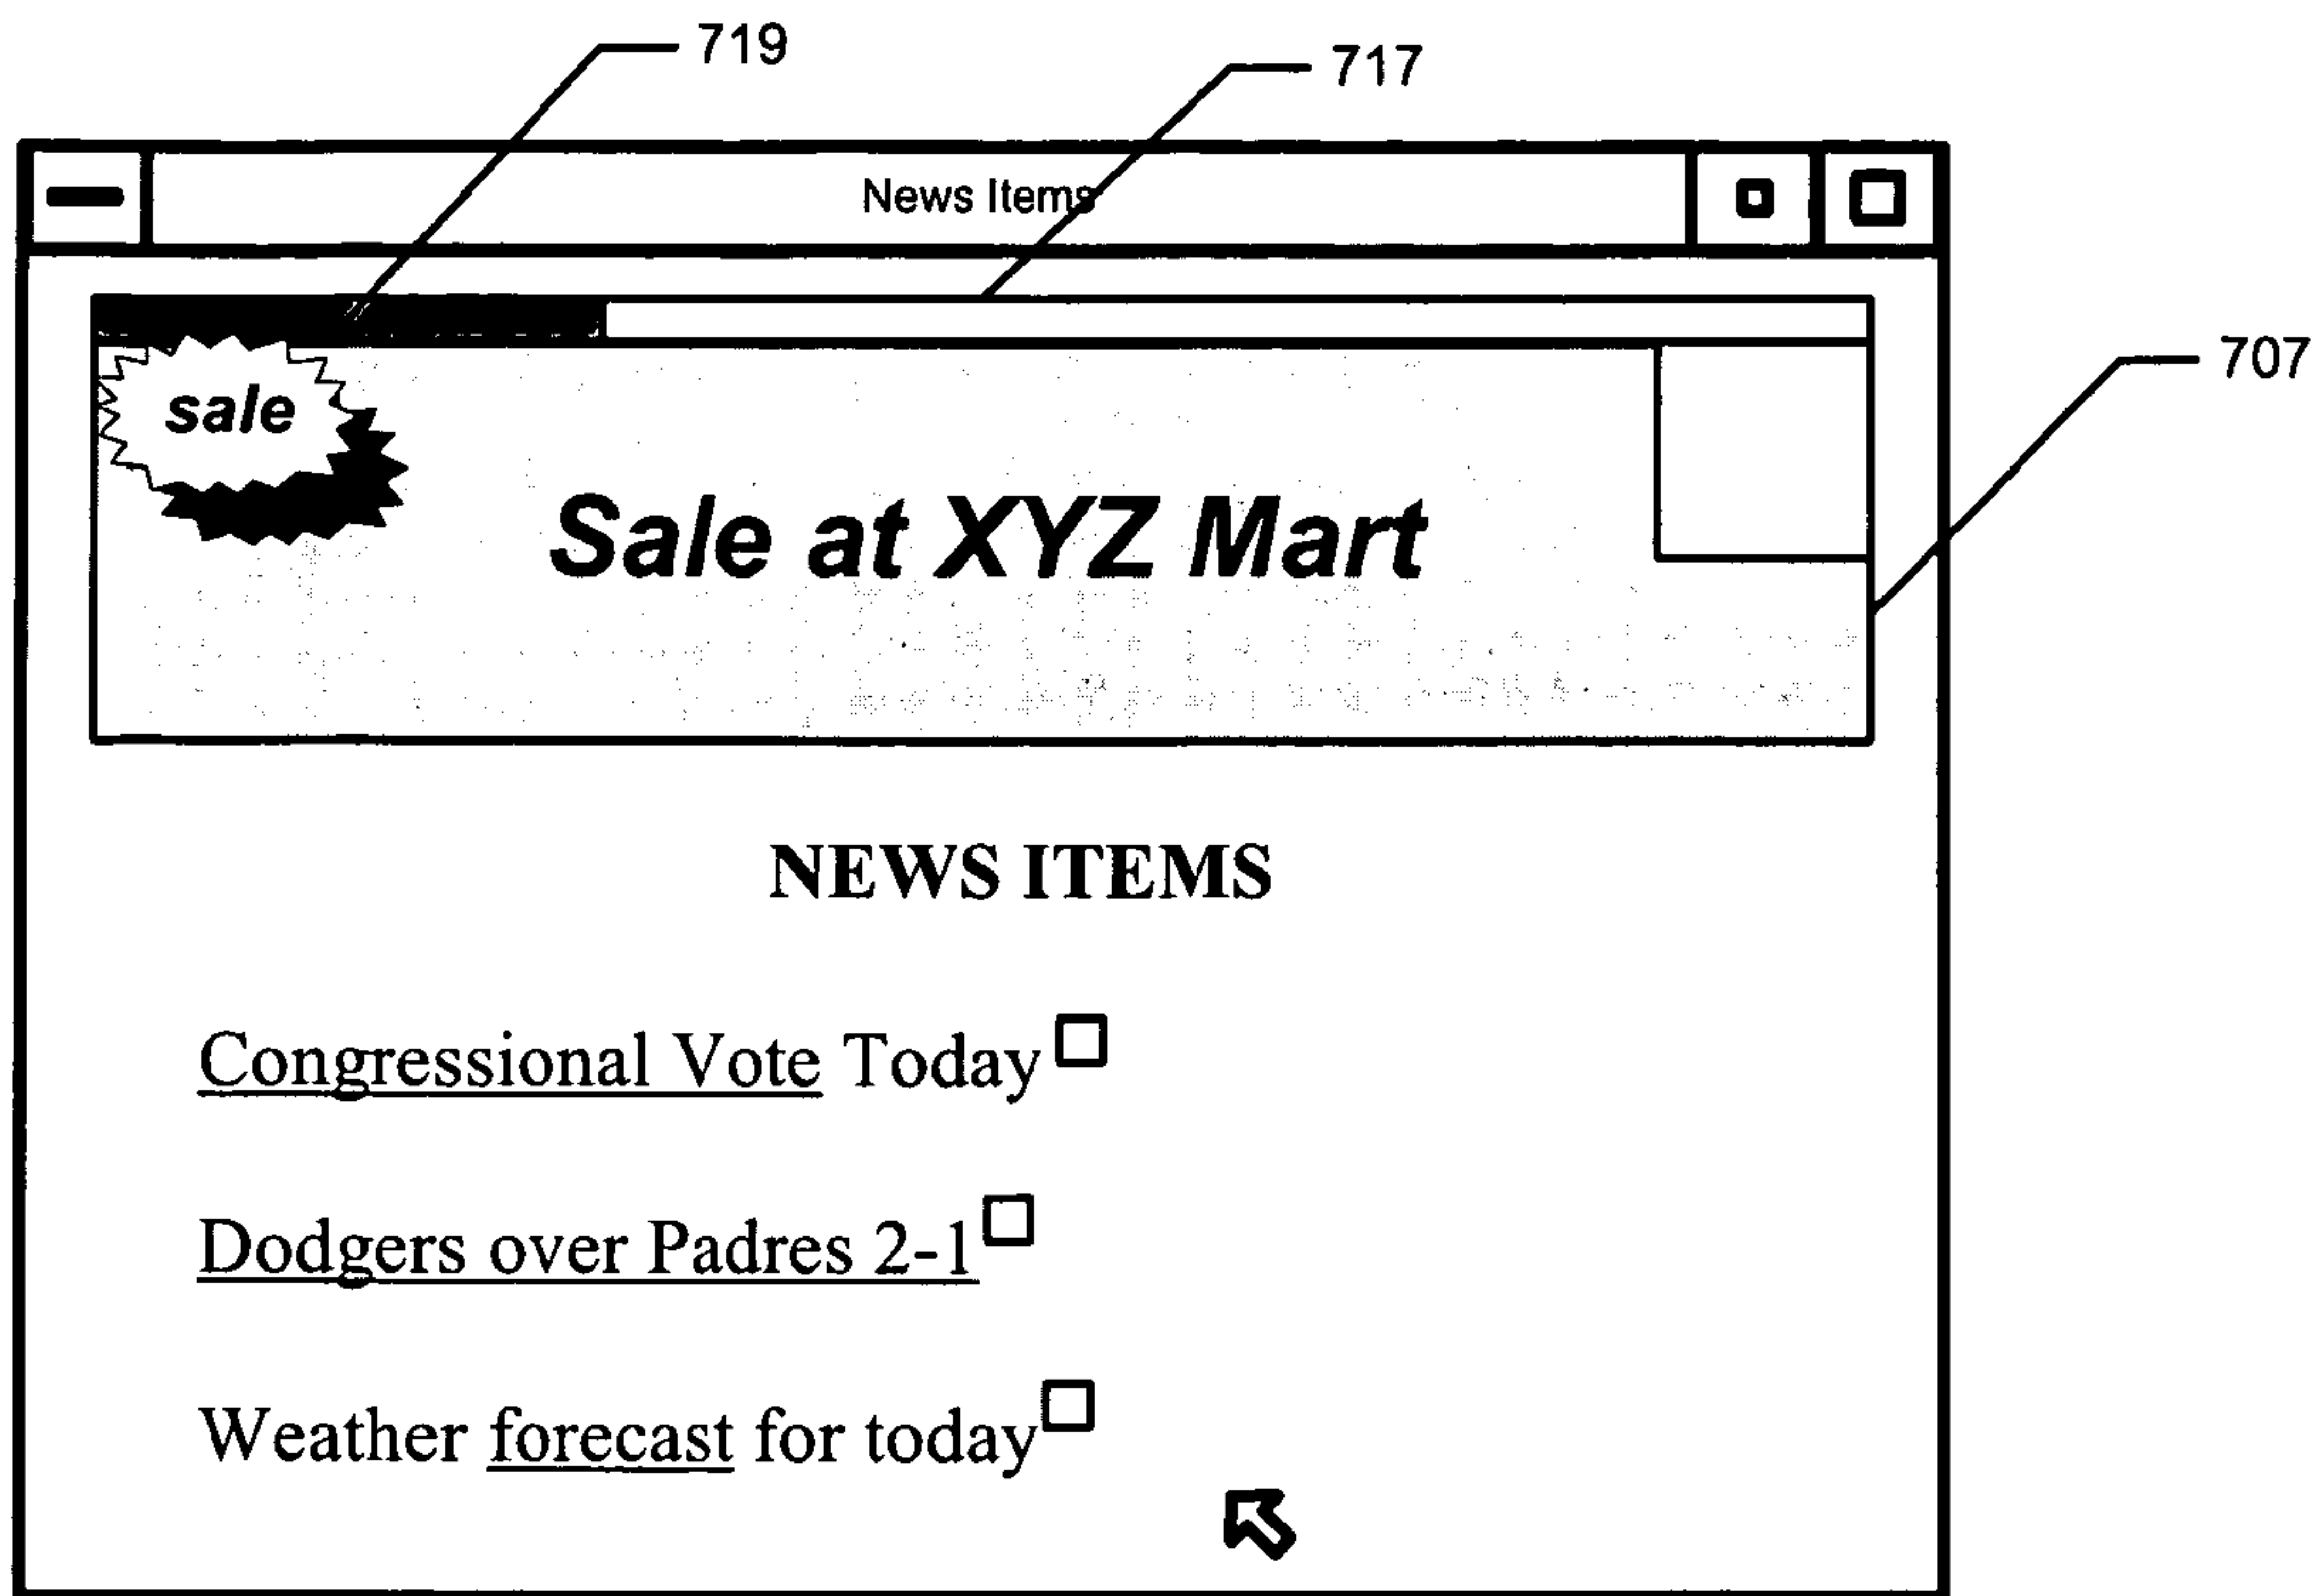 719
717
News Items
707
sale
Sale at XYZ Mart
NEWS ITEMS
Congressional Vote Today
Dodgers over Padres 2-1
Weather forecast for today